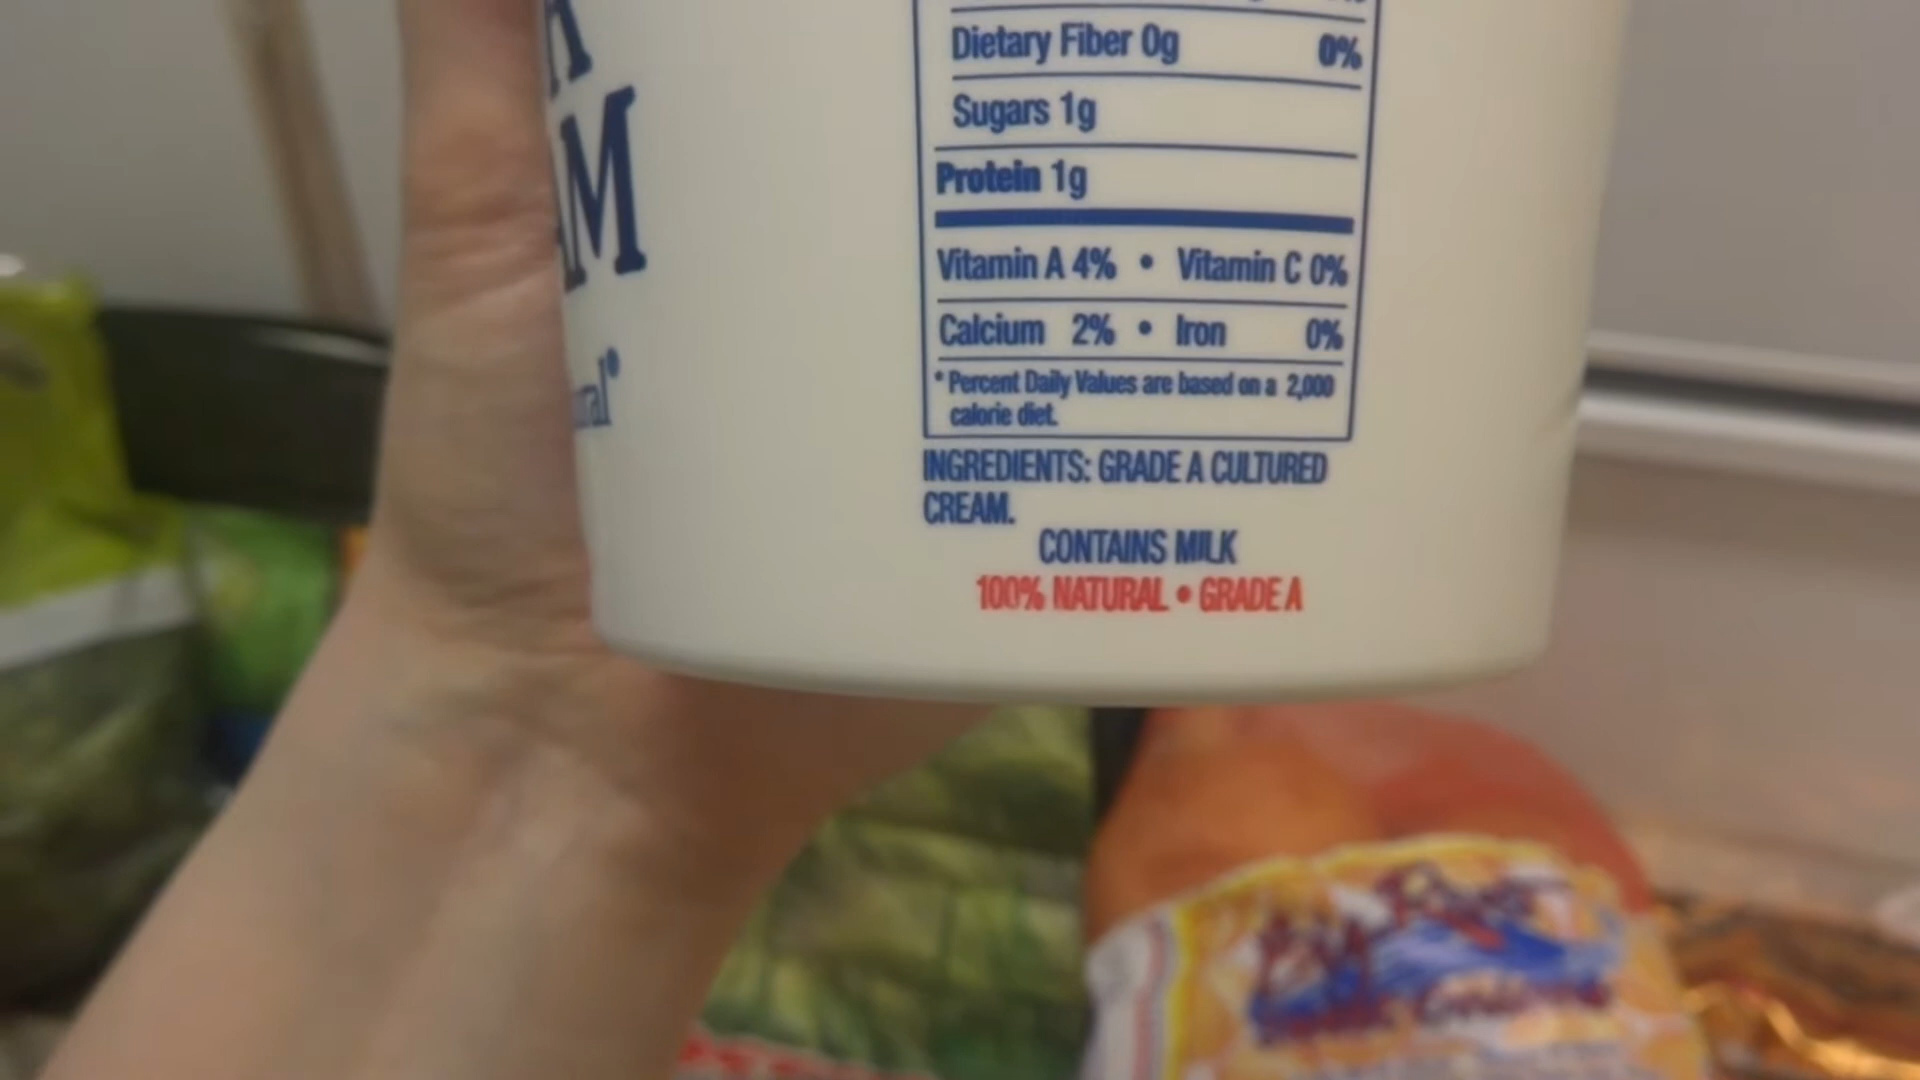 Dietary Fiber 0g 0%
Sugars 1g
Protein 1g
Vitamin A 4% • Vitamin C 0%
Calcium 2% • Iron 0%
* Percent Daily Values are based on a 2,000
calorie diet.
INGREDIENTS: GRADE A CULTURED
CREAM.
CONTAINS MILK
100% NATURAL • GRADE A